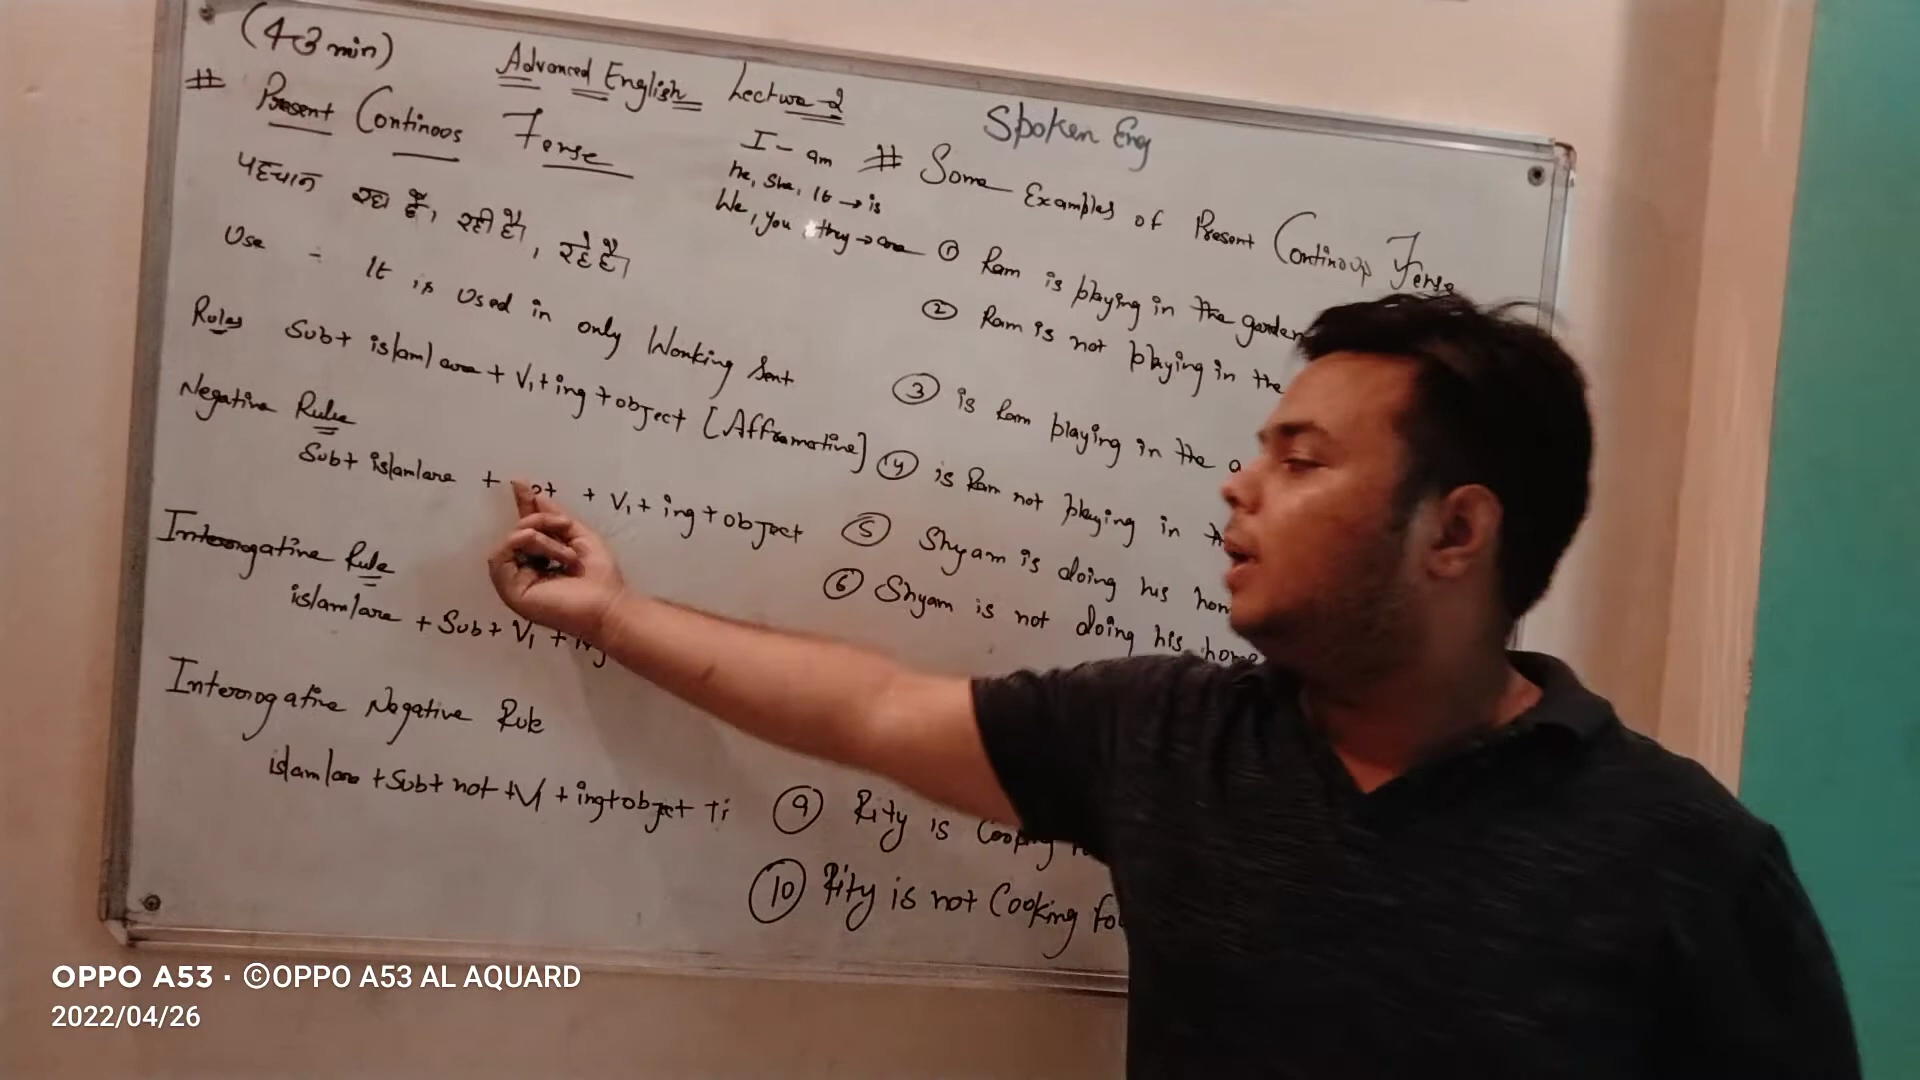 (43 min)
Advanced English Lecture-2
Spoken Eng
# Present Continoos Tense
पहचान रहा है, रही है, रहे हैं।
I - am
He, She, It → is
We, you they → are
Use - It is Used in only Working Sent
Rules Sub + is/am/are + V1 + ing + object [Afframative]
Negative Rule
Sub + is/am/are + + V1 + ing + object
Interrogative Rule
is/am/are + Sub + V1 +
Interrogative Negative Rule
is/am/are + Sub + not + V1 + ing + object
# Some Examples of Present Continous Tense
① Ram is playing in the garden
② Ram is not playing in the
③ is Ram playing in the
④ is Ram not playing in
⑤ Shyam is doing his
⑥ Shyam is not doing his
⑨ Rity is
⑩ Rity is not Cooking
OPPO A53 · ©OPPO A53 AL AQUARD
2022/04/26